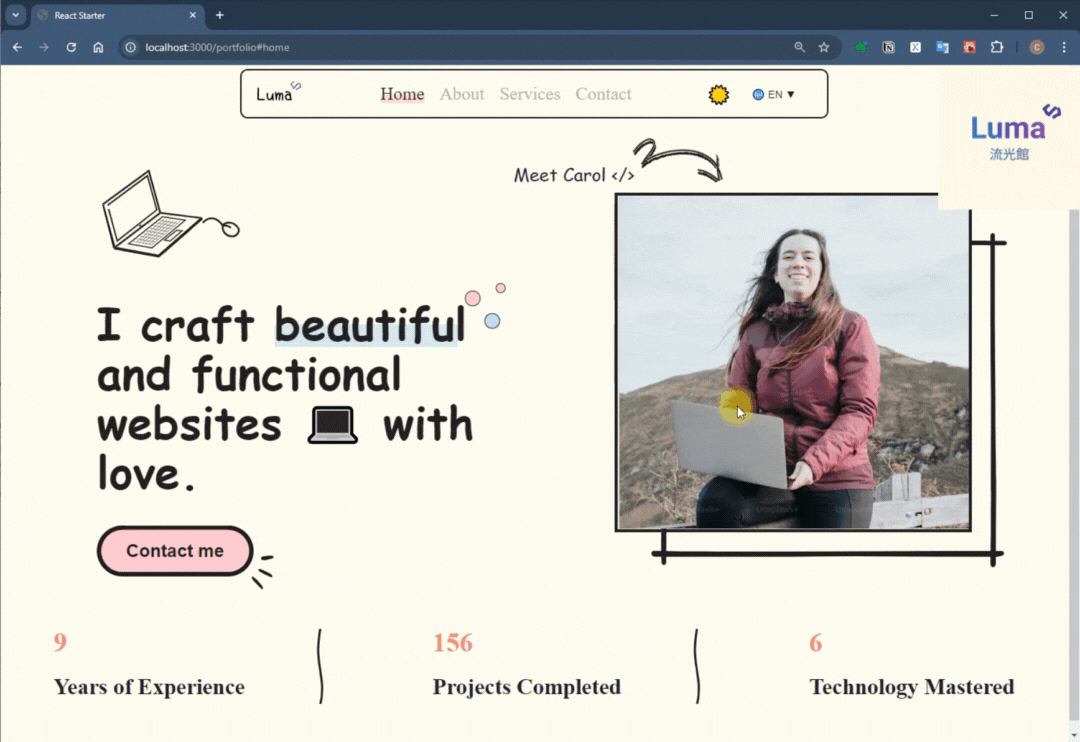 React Starter
localhost:3000/portfolio#home
Luma
Home About Services Contact
EN ▼
Luma
流光館
Meet Carol </>
I craft beautiful
and functional
websites 💻 with
love.
Contact me
9
Years of Experience
156
Projects Completed
6
Technology Mastered